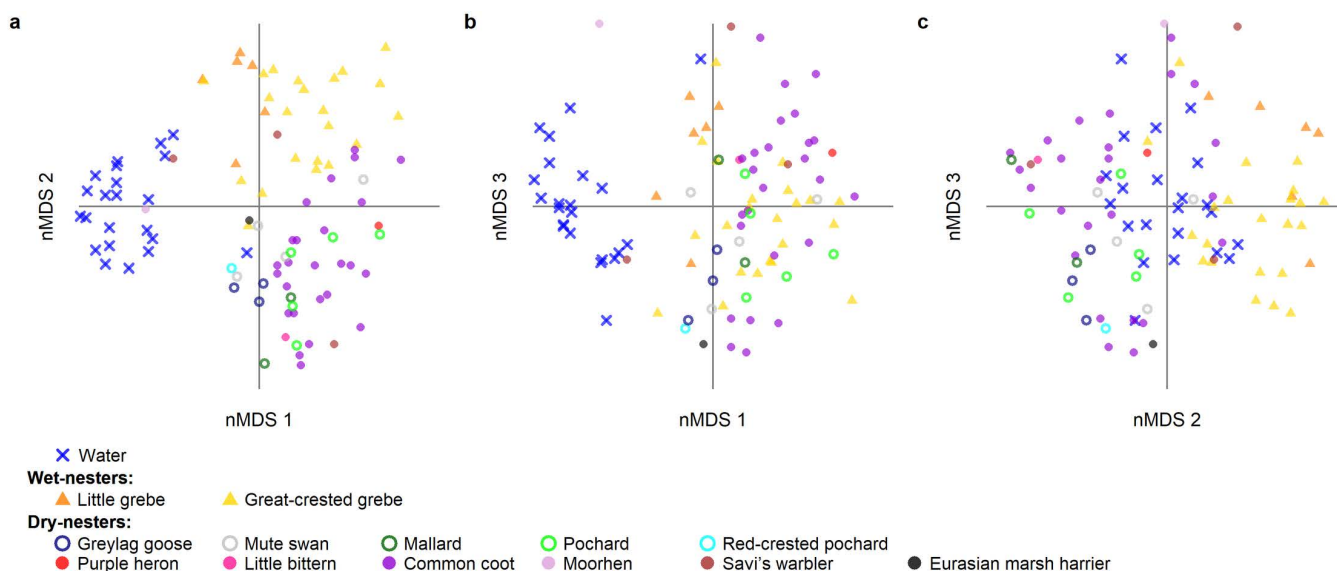 a
b
c
nMDS 2
nMDS 3
nMDS 3
nMDS 1
nMDS 1
nMDS 2
Water
Wet-nesters:
Little grebe Great-crested grebe
Dry-nesters:
Greylag goose Mute swan Mallard Pochard Red-crested pochard
Purple heron Little bittern Common coot Moorhen Savi's warbler Eurasian marsh harrier